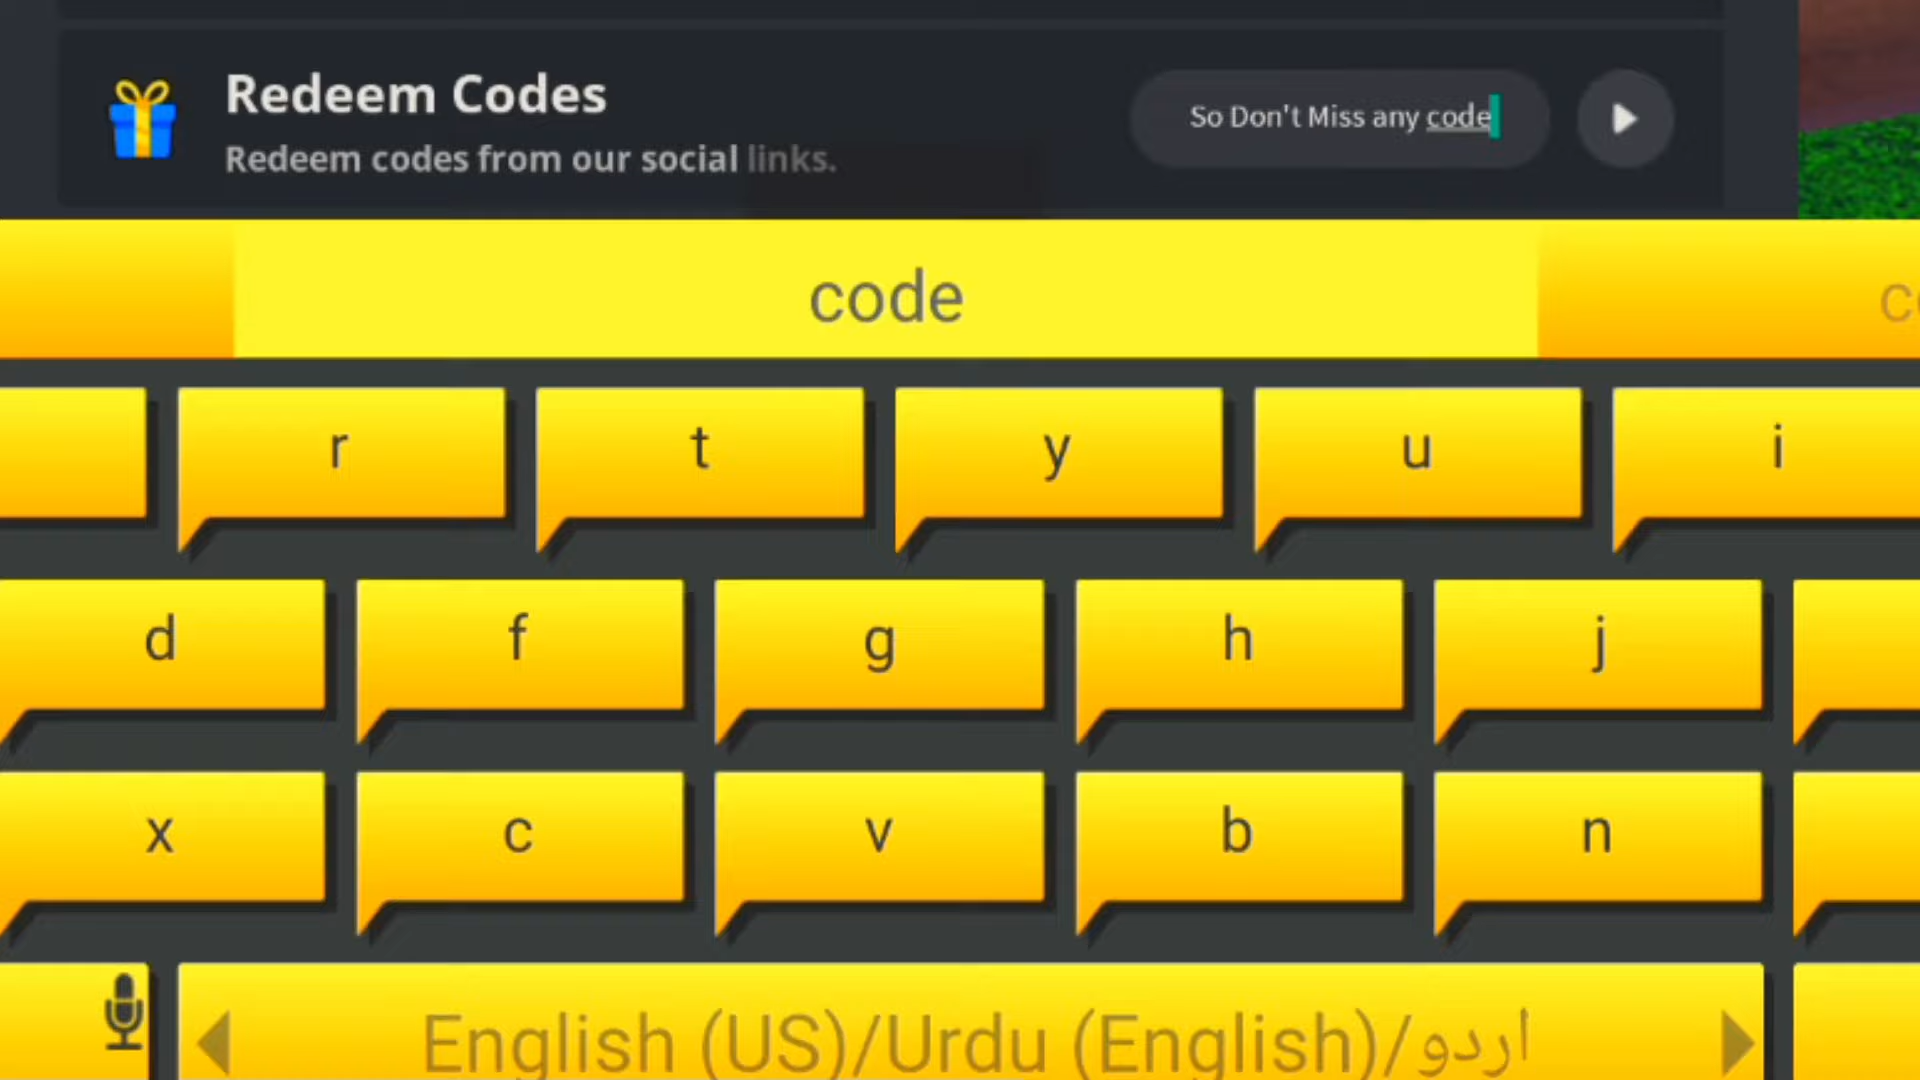 Redeem Codes
Redeem codes from our social links.
So Don't Miss any code
code
r t y u i
d f g h j
x c v b n
English (US)/Urdu (English)/اردو